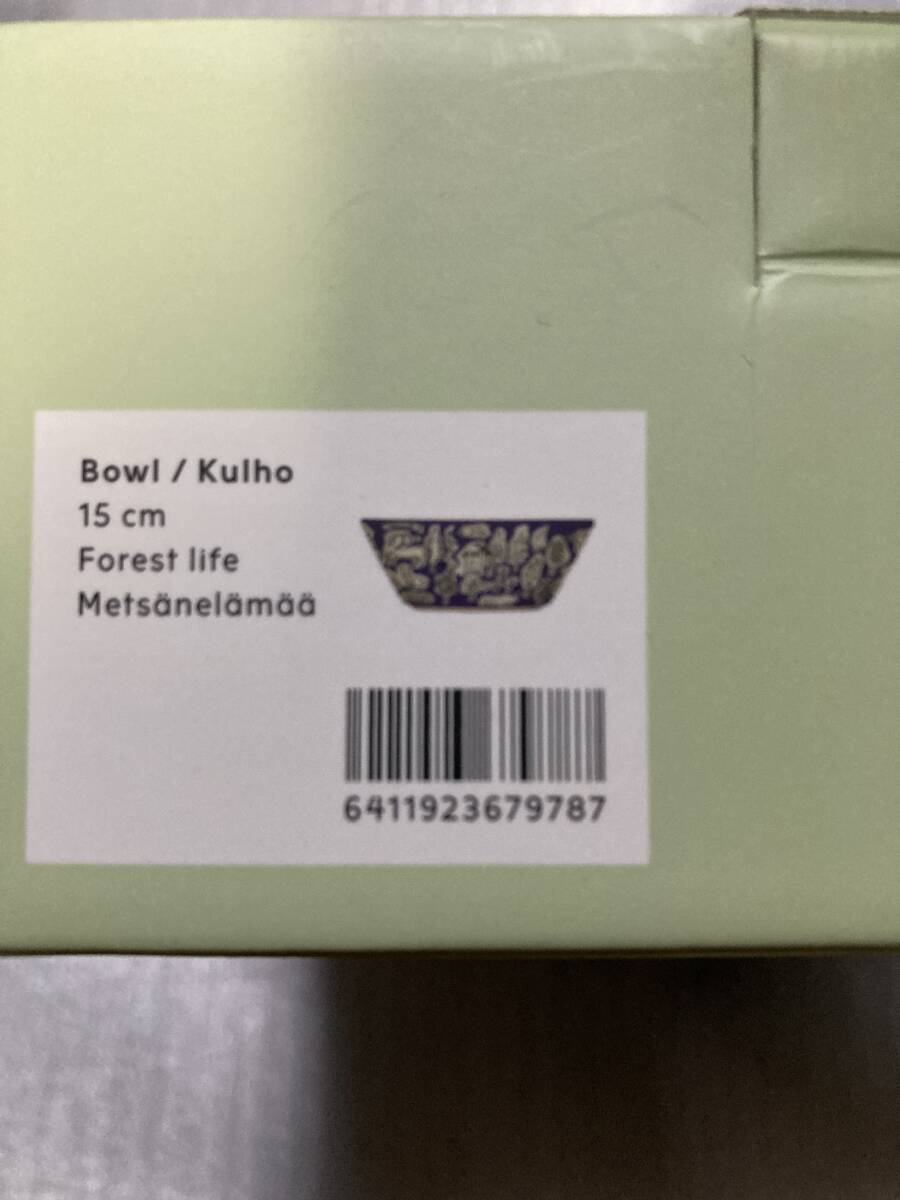 Bowl / Kulho
15 cm
Forest life
Metsänelämää
6411923679787